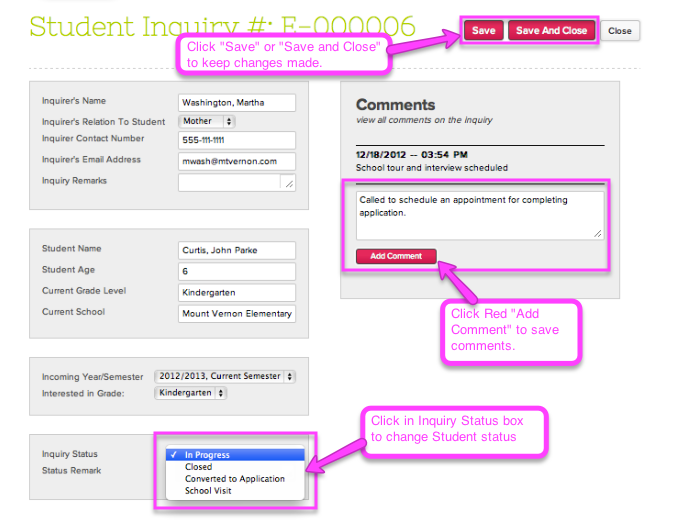 Student Inquiry #: E-000006
Click "Save" or "Save and Close"
to keep changes made.
Save
Save And Close
Close
Inquirer's Name
Washington, Martha
Inquirer's Relation To Student
Mother
Inquirer Contact Number
555-111-1111
Inquirer's Email Address
mwash@mtvernon.com
Inquiry Remarks
Comments
view all comments on the inquiry
12/18/2012 -- 03:54 PM
School tour and interview scheduled
Called to schedule an appointment for completing
application.
Add Comment
Click Red "Add
Comment" to save
comments.
Student Name
Curtis, John Parke
Student Age
6
Current Grade Level
Kindergarten
Current School
Mount Vernon Elementary
Incoming Year/Semester
2012/2013, Current Semester
Interested in Grade:
Kindergarten
Click in Inquiry Status box
to change Student status
Inquiry Status
✓ In Progress
Status Remark
Closed
Converted to Application
School Visit